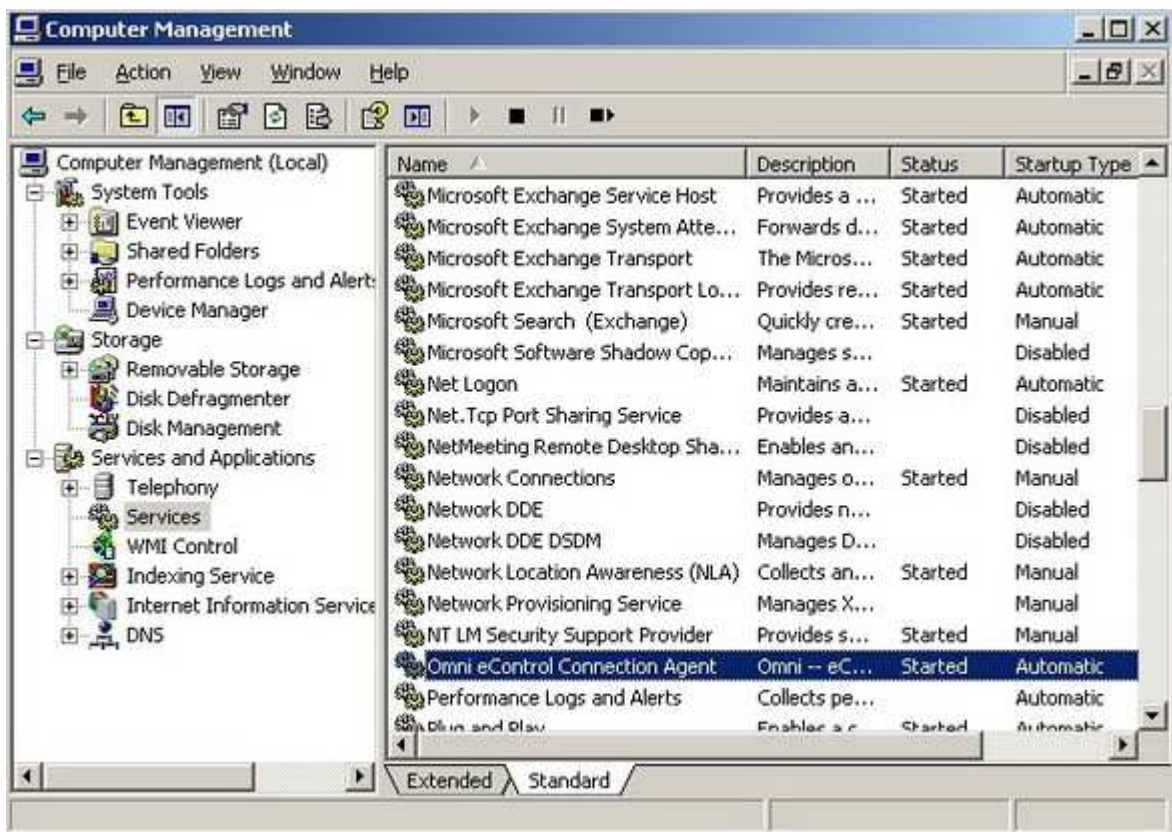 Computer Management
File Action View Window Help
Computer Management (Local)
System Tools
Event Viewer
Shared Folders
Performance Logs and Alert
Device Manager
Storage
Removable Storage
Disk Defragmenter
Disk Management
Services and Applications
Telephony
Services
WMI Control
Indexing Service
Internet Information Service
DNS
Name Description Status Startup Type
Microsoft Exchange Service Host Provides a ... Started Automatic
Microsoft Exchange System Atte... Forwards d... Started Automatic
Microsoft Exchange Transport The Micros... Started Automatic
Microsoft Exchange Transport Lo... Provides re... Started Automatic
Microsoft Search (Exchange) Quickly cre... Started Manual
Microsoft Software Shadow Cop... Manages s... Disabled
Net Logon Maintains a... Started Automatic
Net.Tcp Port Sharing Service Provides a... Disabled
NetMeeting Remote Desktop Sha... Enables an... Disabled
Network Connections Manages o... Started Manual
Network DDE Provides n... Disabled
Network DDE DSDM Manages D... Disabled
Network Location Awareness (NLA) Collects an... Started Manual
Network Provisioning Service Manages X... Manual
NT LM Security Support Provider Provides s... Started Manual
Omni eControl Connection Agent Omni -- eC... Started Automatic
Performance Logs and Alerts Collects pe... Automatic
Plug and Play Enables a c... Started Automatic
Extended Standard